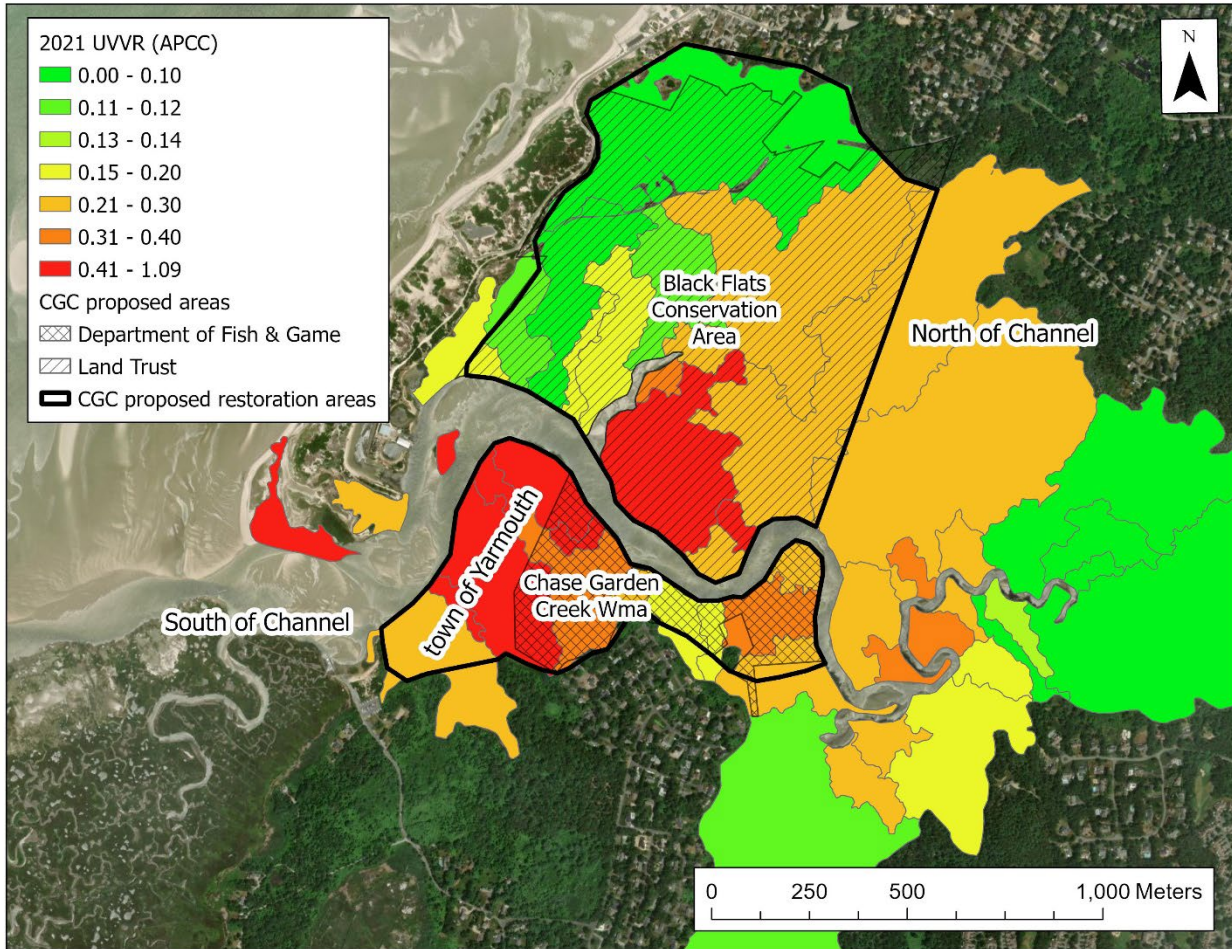 2021 UVVR (APCC)
0.00 - 0.10
0.11 - 0.12
0.13 - 0.14
0.15 - 0.20
0.21 - 0.30
0.31 - 0.40
0.41 - 1.09
CGC proposed areas
Department of Fish & Game
Land Trust
CGC proposed restoration areas
N
Black Flats
Conservation
Area
North of Channel
town of Yarmouth
Chase Garden
Creek Wma
South of Channel
0 250 500 1,000 Meters